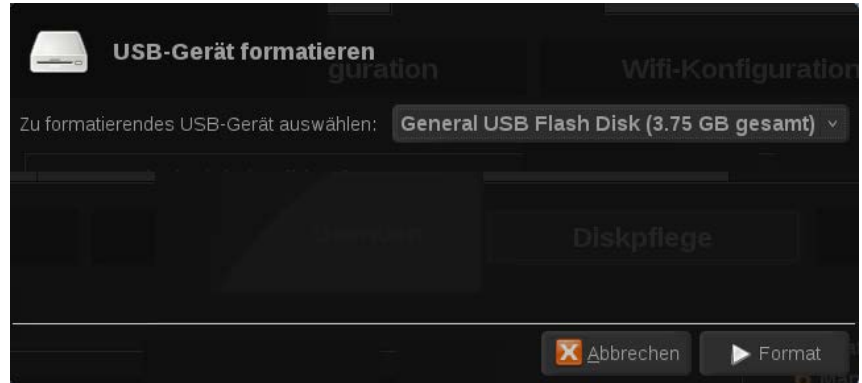 USB-Gerät formatieren
guration
Wifi-Konfiguration
Zu formatierendes USB-Gerät auswählen: General USB Flash Disk (3.75 GB gesamt)
Diskpflege
Abbrechen
Format